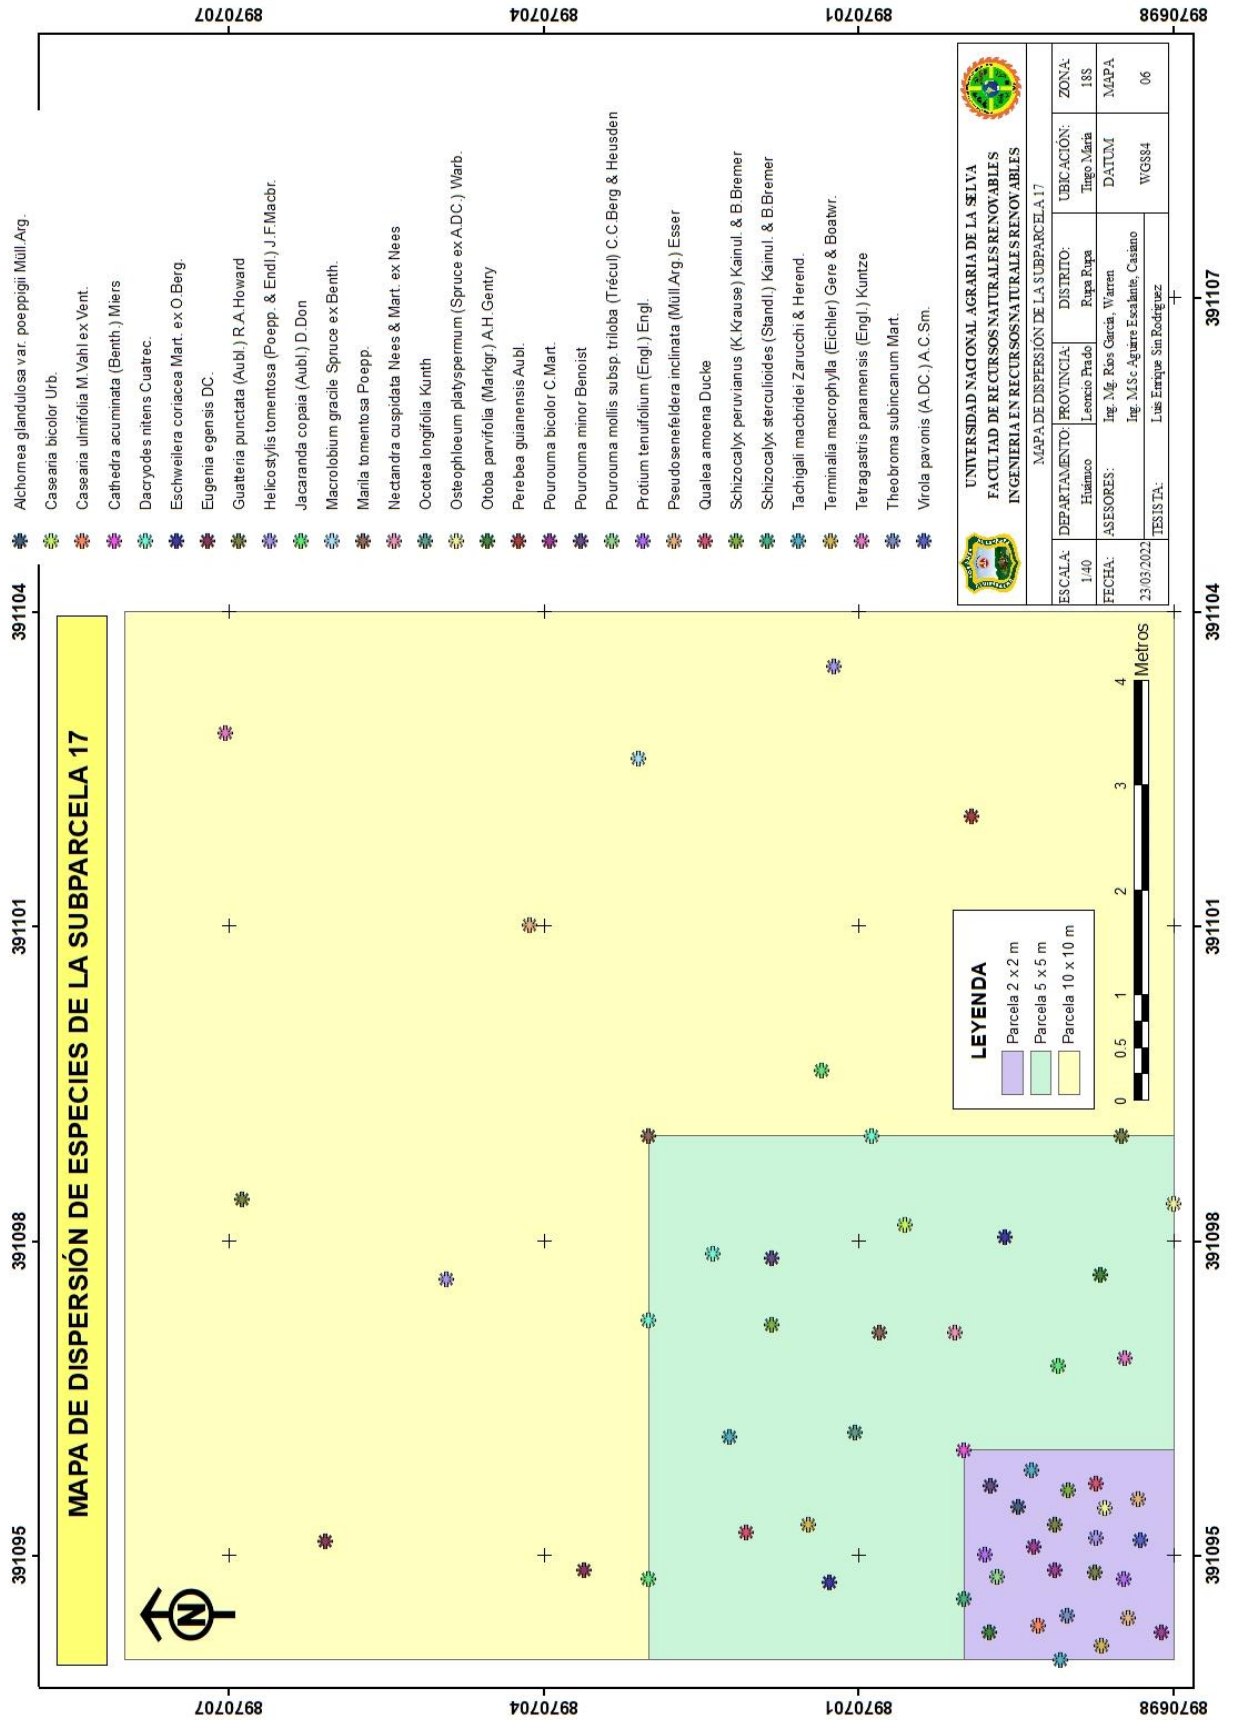 391095 391098 391101 391104
MAPA DE DISPERSIÓN DE ESPECIES DE LA SUBPARCELA 17
N
8970707
8970704
8970701
8970698
8970707
8970704
8970701
8970698
Alchornea glandulosa var. poeppigii Müll.Arg.
Casearia bicolor Urb.
Casearia ulmifolia M.Vahl ex Vent.
Cathedra acuminata (Benth.) Miers
Dacryodes nitens Cuatrec.
Eschweilera coriacea Mart. ex O.Berg.
Eugenia egensis DC.
Guatteria punctata (Aubl.) R.A.Howard
Helicostylis tomentosa (Poepp. & Endl.) J.F.Macbr.
Jacaranda copaia (Aubl.) D.Don
Macrolobium gracile Spruce ex Benth.
Marila tomentosa Poepp.
Nectandra cuspidata Nees & Mart. ex Nees
Ocotea longifolia Kunth
Osteophloeum platyspermum (Spruce ex A.DC.) Warb.
Otoba parvifolia (Markgr.) A.H.Gentry
Perebea guianensis Aubl.
Pourouma bicolor C.Mart.
Pourouma minor Benoist
Pourouma mollis subsp. triloba (Trécul) C.C.Berg & Heusden
Protium tenuifolium (Engl.) Engl.
Pseudosenefeldera inclinata (Müll.Arg.) Esser
Qualea amoena Ducke
Schizocalyx peruvianus (K.Krause) Kainul. & B.Bremer
Schizocalyx sterculioides (Standl.) Kainul. & B.Bremer
Tachigali macbridei Zarucchi & Herend.
Terminalia macrophylla (Eichler) Gere & Boatwr.
Tetragastris panamensis (Engl.) Kuntze
Theobroma subincanum Mart.
Virola pavonis (A.DC.) A.C.Sm.
LEYENDA
Parcela 2 x 2 m
Parcela 5 x 5 m
Parcela 10 x 10 m
0 0.5 1 2 3 4
Metros
UNIVERSIDAD NACIONAL AGRARIA DE LA SELVA
FACULTAD DE RECURSOS NATURALES RENOVABLES
INGENIERIA EN RECURSOS NATURALES RENOVABLES
MAPA DE DISPERSIÓN DE LA SUBPARCELA 17
ESCALA: DEPARTAMENTO: PROVINCIA: DISTRITO: UBICACIÓN: ZONA:
1/40 Huánuco Leoncio Prado Rupa Rupa Tingo Maria 18S
FECHA: ASESORES: Ing. Mg. Rios Garcia, Warren DATUM MAPA
Ing. M.Sc Aguirre Escalante, Casiano
23/03/2022 TESISTA: Luis Enrique Sin Rodriguez WGS84 06
391095 391098 391101 391104 391107